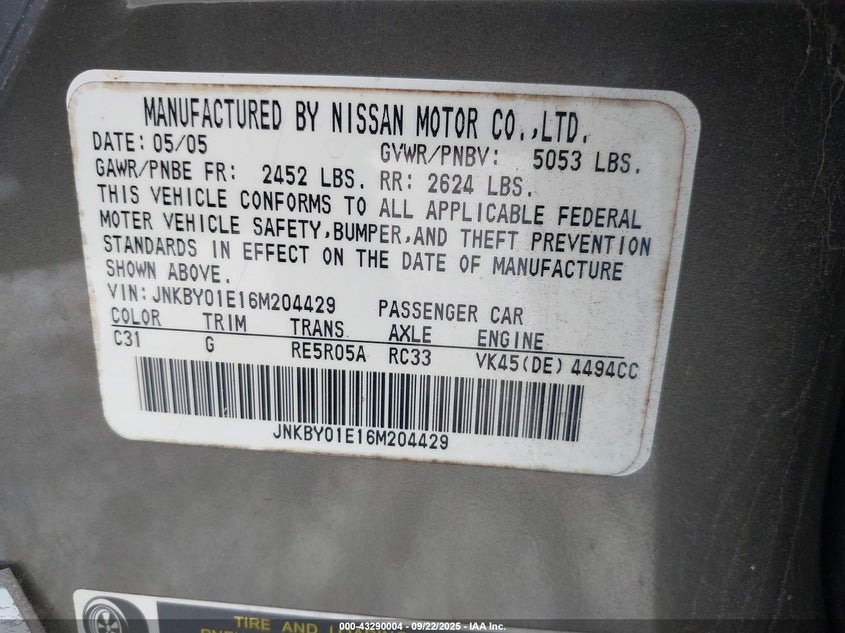 MANUFACTURED BY NISSAN MOTOR CO.,LTD.
DATE: 05/05 GVWR/PNBV: 5053 LBS.
GAWR/PNBE FR: 2452 LBS. RR: 2624 LBS.
THIS VEHICLE CONFORMS TO ALL APPLICABLE FEDERAL
MOTER VEHICLE SAFETY,BUMPER,AND THEFT PREVENTION
STANDARDS IN EFFECT ON THE DATE OF MANUFACTURE
SHOWN ABOVE.
VIN:JNKBY01E16M204429 PASSENGER CAR
COLOR TRIM TRANS AXLE ENGINE
C31 G RE5R05A RC33 VK45(DE) 4494CC
JNKBY01E16M204429
TIRE AND
000-43290004 - 09/22/2025 - IAA Inc.